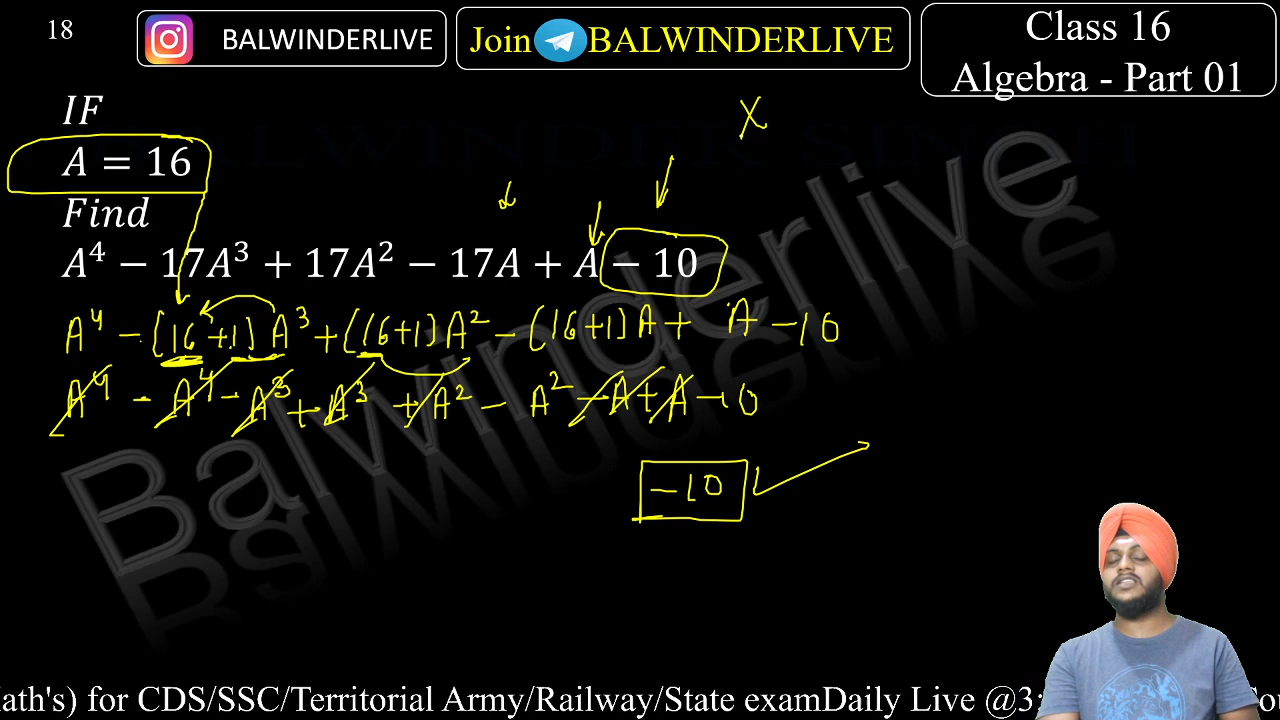 18
BALWINDERLIVE
Join BALWINDERLIVE
Class 16
Algebra - Part 01
IF
X
A = 16
Find
A⁴ − 17A³ + 17A² − 17A + A − 10
A⁴ − (16+1)A³ + (16+1)A² − (16+1)A + A − 10
A⁴ − A⁴ − A³ + A³ + A² − A² − A + A − 10
−10
Balwinderlive
ath's) for CDS/SSC/Territorial Army/Railway/State examDaily Live @3: